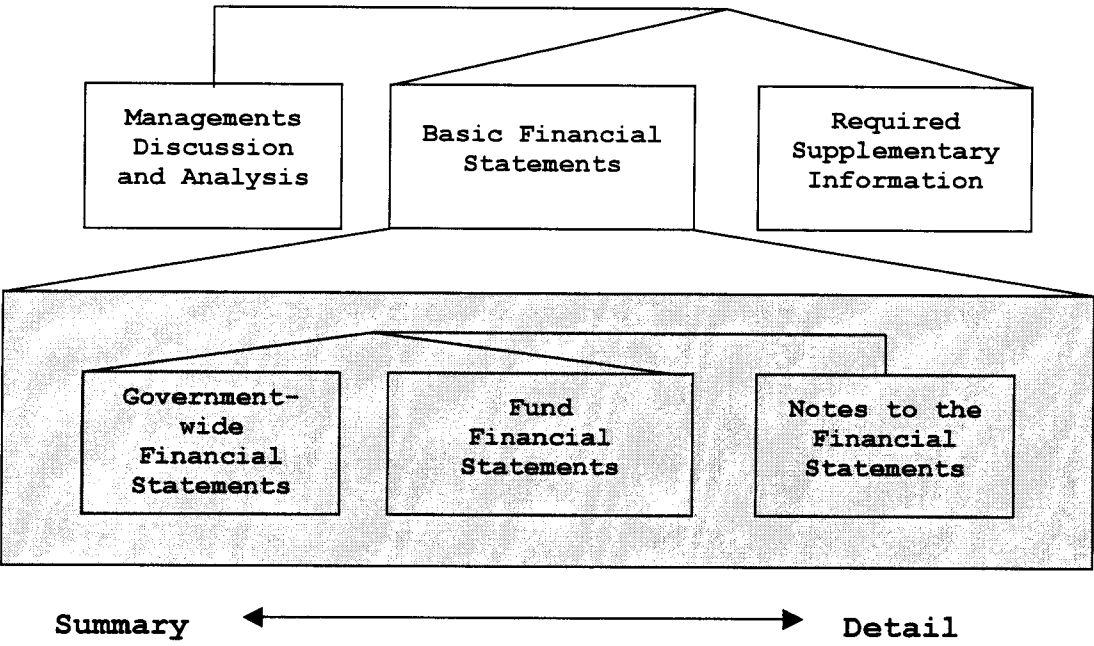 Managements
Discussion
and Analysis
Basic Financial
Statements
Required
Supplementary
Information
Government-
wide
Financial
Statements
Fund
Financial
Statements
Notes to the
Financial
Statements
Summary
Detail